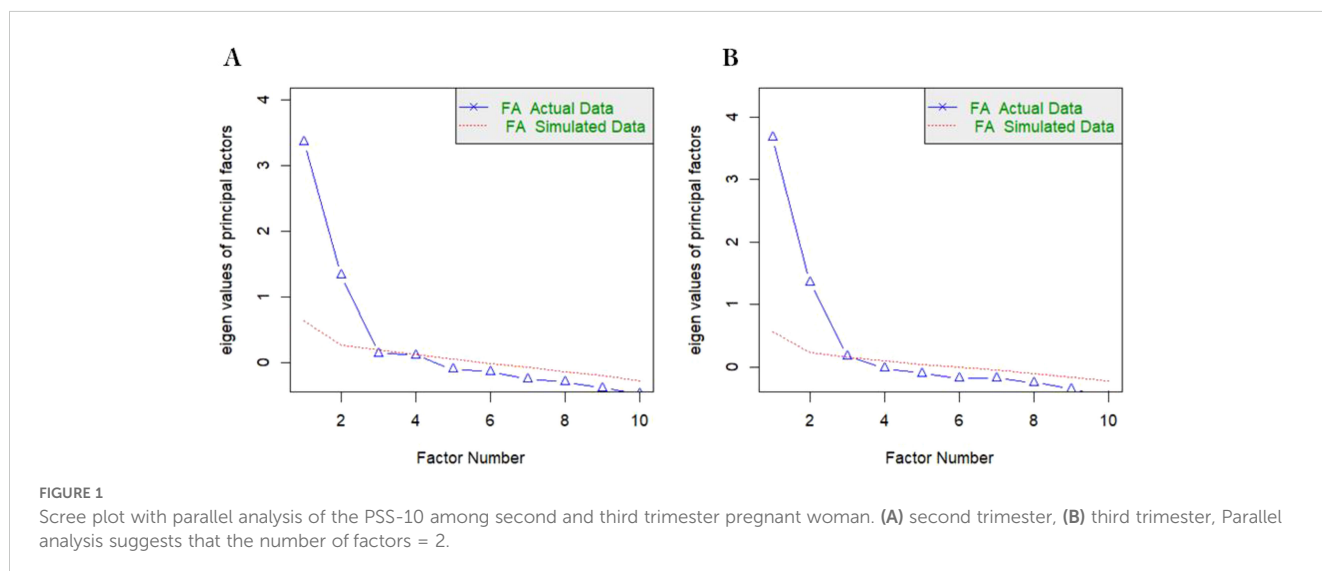 A
eigen values of principal factors
4
3
2
1
0
FA Actual Data
FA Simulated Data
2 4 6 8 10
Factor Number
B
eigen values of principal factors
4
3
2
1
0
FA Actual Data
FA Simulated Data
2 4 6 8 10
Factor Number
FIGURE 1
Scree plot with parallel analysis of the PSS-10 among second and third trimester pregnant woman. (A) second trimester, (B) third trimester, Parallel
analysis suggests that the number of factors = 2.